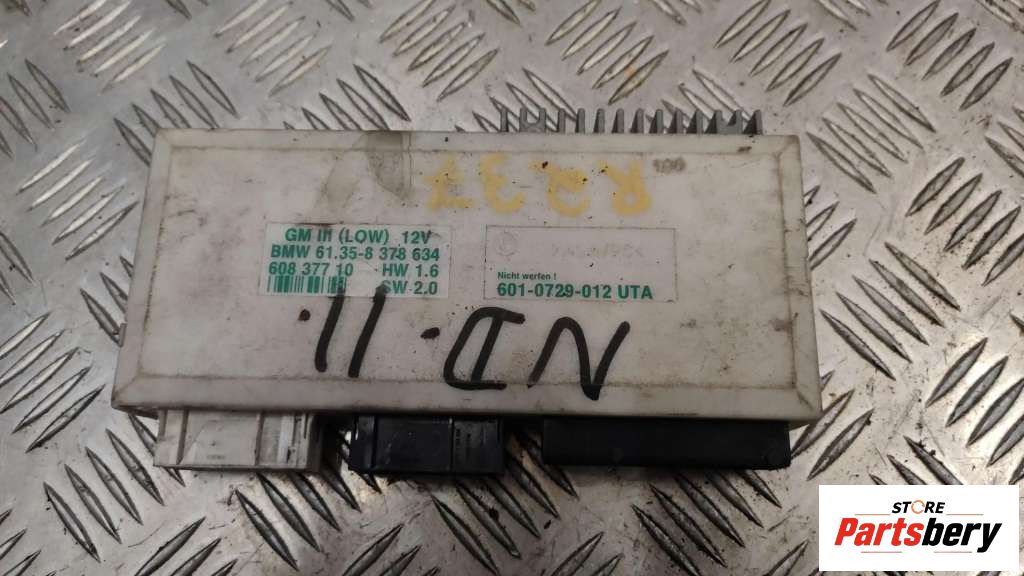 R237
100
GM III (LOW) 12V
BMW 61.35-8 378 634
608 377 10 HW 1.6
SW 2.0
Nicht werfen !
601-0729-012 UTA
ND.11.
STORE
Partsbery